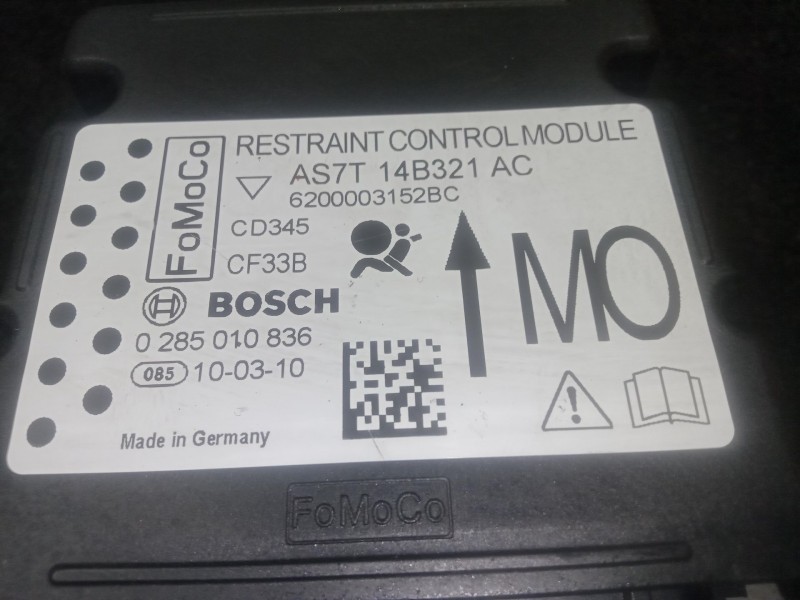 FoMoCo
RESTRAINT CONTROL MODULE
AS7T 14B321 AC
6200003152BC
CD345
CF33B
MO
BOSCH
0 285 010 836
085 10-03-10
Made in Germany
FoMoCo